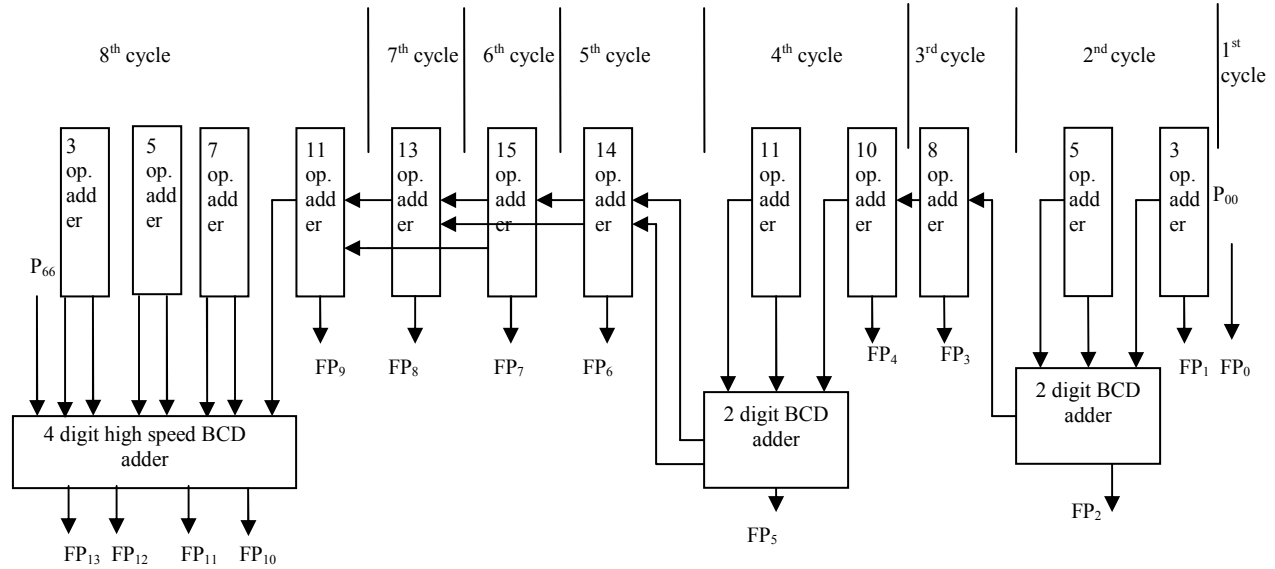 8th cycle
7th cycle
6th cycle
5th cycle
4th cycle
3rd cycle
2nd cycle
1st
cycle
3
op.
add
er
5
op.
add
er
7
op.
add
er
11
op.
add
er
13
op.
add
er
15
op.
add
er
14
op.
add
er
11
op.
add
er
10
op.
add
er
8
op.
add
er
5
op.
add
er
3
op.
add
er
P00
P66
FP9
FP8
FP7
FP6
FP4
FP3
FP1
FP0
4 digit high speed BCD
adder
2 digit BCD
adder
2 digit BCD
adder
FP13
FP12
FP11
FP10
FP5
FP2